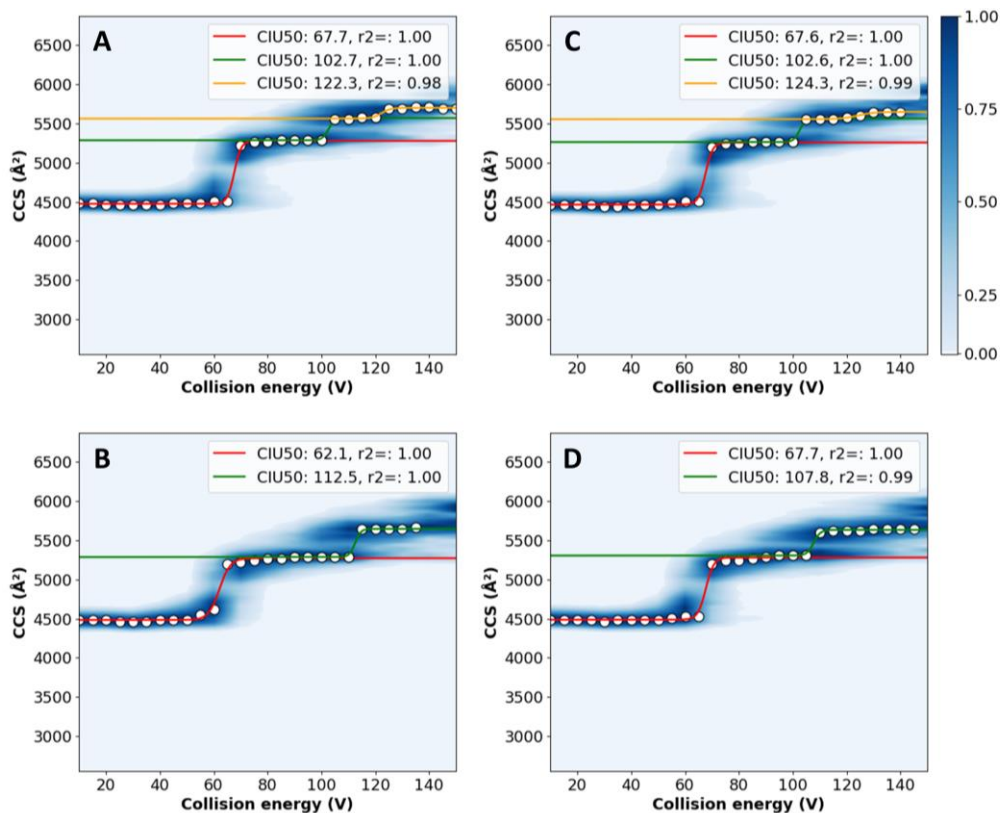 A
CIU50: 67.7, r2=: 1.00
CIU50: 102.7, r2=: 1.00
CIU50: 122.3, r2=: 0.98
6500
6000
5500
5000
4500
4000
3500
3000
CCS (Å²)
20 40 60 80 100 120 140
Collision energy (V)
C
CIU50: 67.6, r2=: 1.00
CIU50: 102.6, r2=: 1.00
CIU50: 124.3, r2=: 0.99
6500
6000
5500
5000
4500
4000
3500
3000
CCS (Å²)
20 40 60 80 100 120 140
Collision energy (V)
1.00
0.75
0.50
0.25
0.00
B
CIU50: 62.1, r2=: 1.00
CIU50: 112.5, r2=: 1.00
6500
6000
5500
5000
4500
4000
3500
3000
CCS (Å²)
20 40 60 80 100 120 140
Collision energy (V)
D
CIU50: 67.7, r2=: 1.00
CIU50: 107.8, r2=: 0.99
6500
6000
5500
5000
4500
4000
3500
3000
CCS (Å²)
20 40 60 80 100 120 140
Collision energy (V)